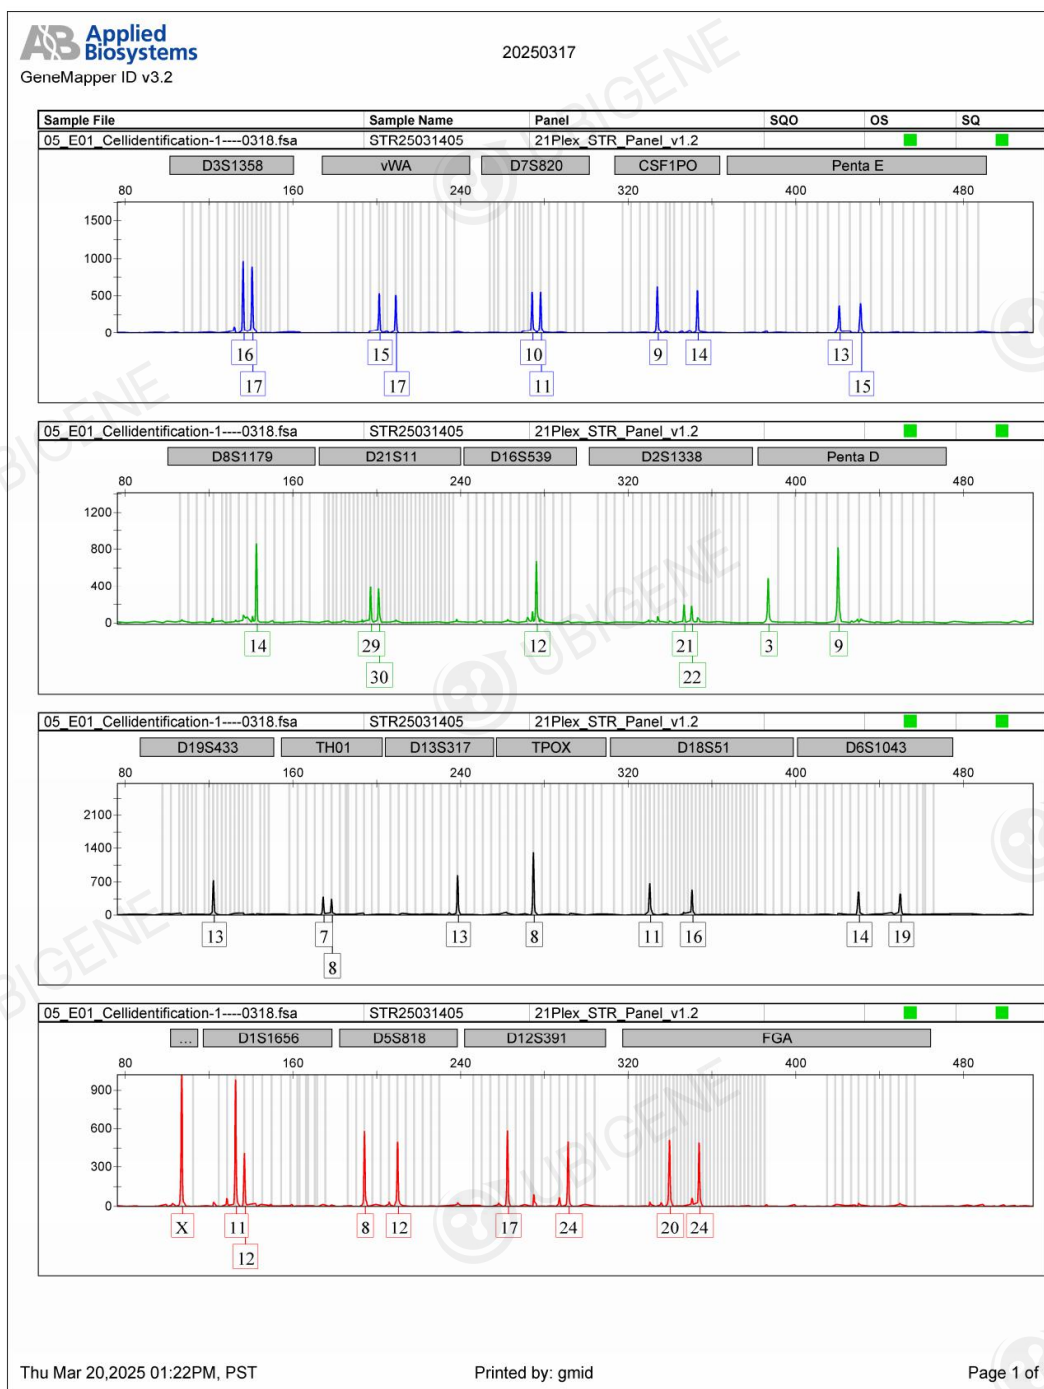 Applied
Biosystems
GeneMapper ID v3.2
20250317
Sample File Sample Name Panel SQO OS SQ
05_E01_Cellidentification-1----0318.fsa STR25031405 21Plex_STR_Panel_v1.2
D3S1358 vWA D7S820 CSF1PO Penta E
80 160 240 320 400 480
1500
1000
500
0
16 15 10 9 14 13
17 17 11 15
05_E01_Cellidentification-1----0318.fsa STR25031405 21Plex_STR_Panel_v1.2
D8S1179 D21S11 D16S539 D2S1338 Penta D
80 160 240 320 400 480
1200
800
400
0
14 29 12 21 3 9
30 22
05_E01_Cellidentification-1----0318.fsa STR25031405 21Plex_STR_Panel_v1.2
D19S433 TH01 D13S317 TPOX D18S51 D6S1043
80 160 240 320 400 480
2100
1400
700
0
13 7 13 8 11 16 14 19
8
05_E01_Cellidentification-1----0318.fsa STR25031405 21Plex_STR_Panel_v1.2
... D1S1656 D5S818 D12S391 FGA
80 160 240 320 400 480
900
600
300
0
X 11 8 12 17 24 20 24
12
Thu Mar 20,2025 01:22PM, PST Printed by: gmid Page 1 of
UBIGENE
UBIGENE
UBIGENE
UBIGENE
UBIGENE